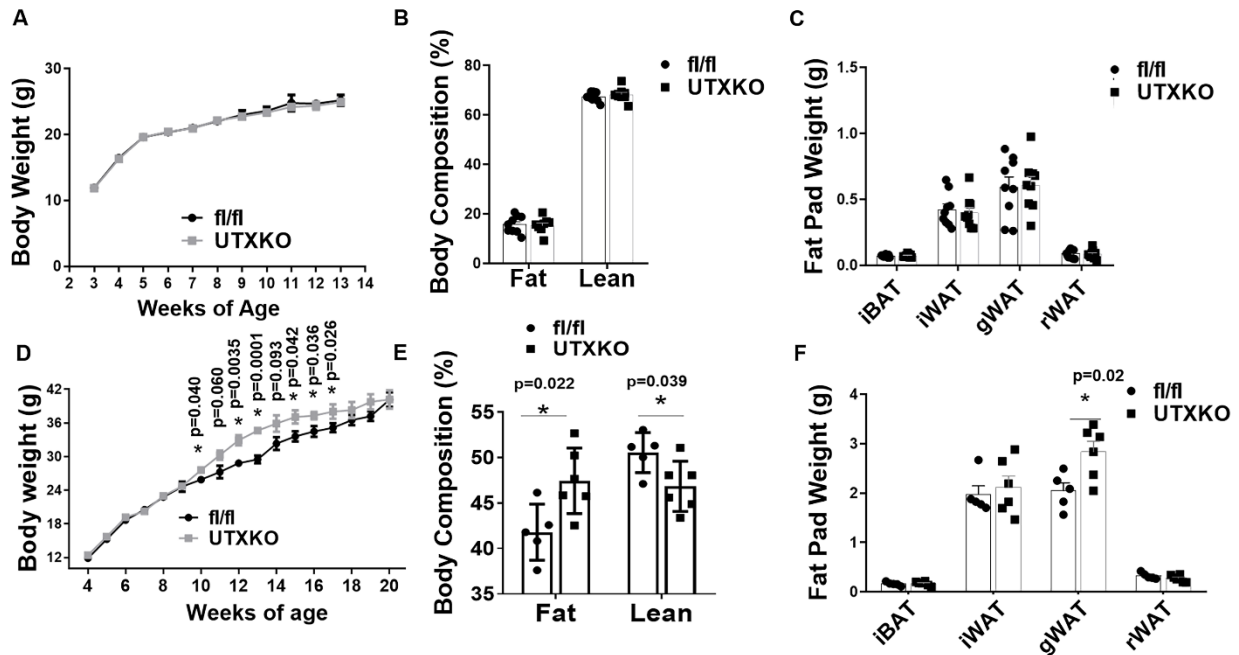 A
Body Weight (g)
30
20
10
0
2 3 4 5 6 7 8 9 10 11 12 13 14
Weeks of Age
fl/fl
UTXKO
B
Body Composition (%)
80
60
40
20
0
Fat Lean
fl/fl
UTXKO
C
Fat Pad Weight (g)
1.5
1.0
0.5
0.0
iBAT iWAT gWAT rWAT
fl/fl
UTXKO
D
Body weight (g)
42
36
30
24
18
12
4 6 8 10 12 14 16 18 20
Weeks of age
* p=0.040
p=0.060
* p=0.0035
* p=0.0001
p=0.093
* p=0.042
* p=0.036
* p=0.026
fl/fl
UTXKO
E
fl/fl
UTXKO
Body Composition (%)
p=0.022 p=0.039
* *
55
50
45
40
35
Fat Lean
F
Fat Pad Weight (g)
p=0.02
*
fl/fl
UTXKO
4
3
2
1
0
iBAT iWAT gWAT rWAT